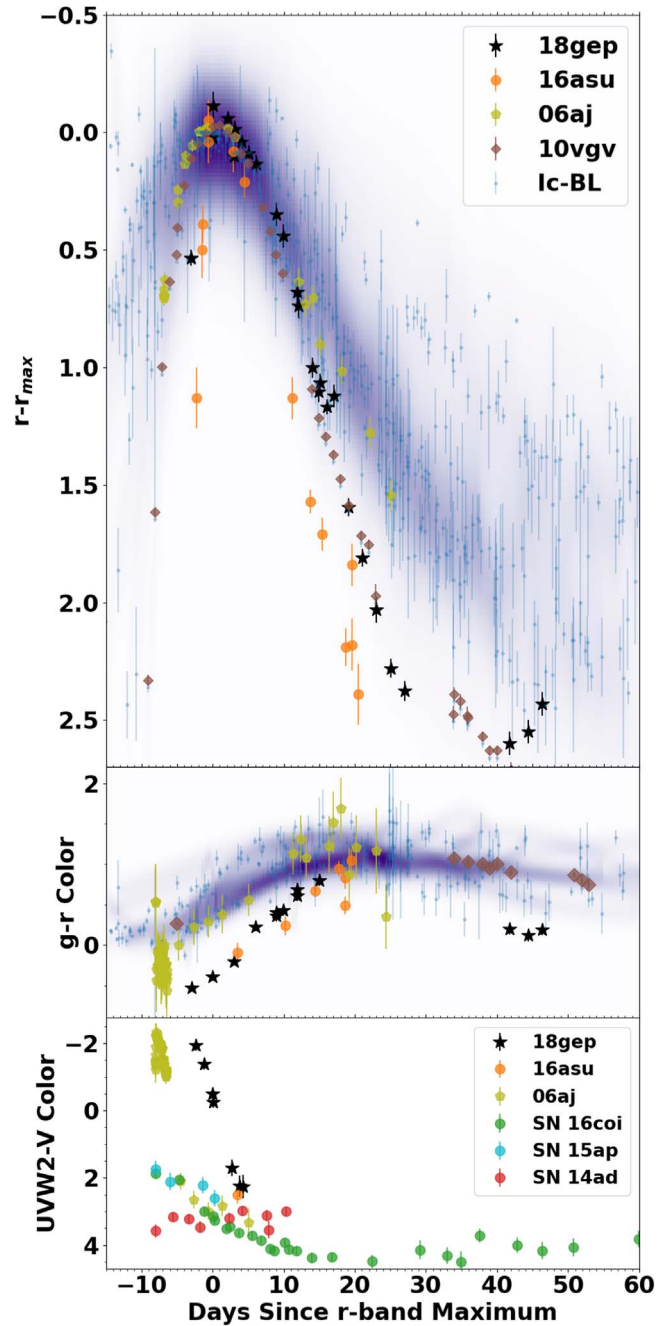 −0.5
18gep
16asu
0.0
06aj
10vgv
Ic-BL
0.5
1.0
r-r_max
1.5
2.0
2.5
2
g-r Color
0
18gep
−2
16asu
06aj
UVW2-V Color
0
SN 16coi
SN 15ap
2
SN 14ad
4
−10 0 10 20 30 40 50 60
Days Since r-band Maximum